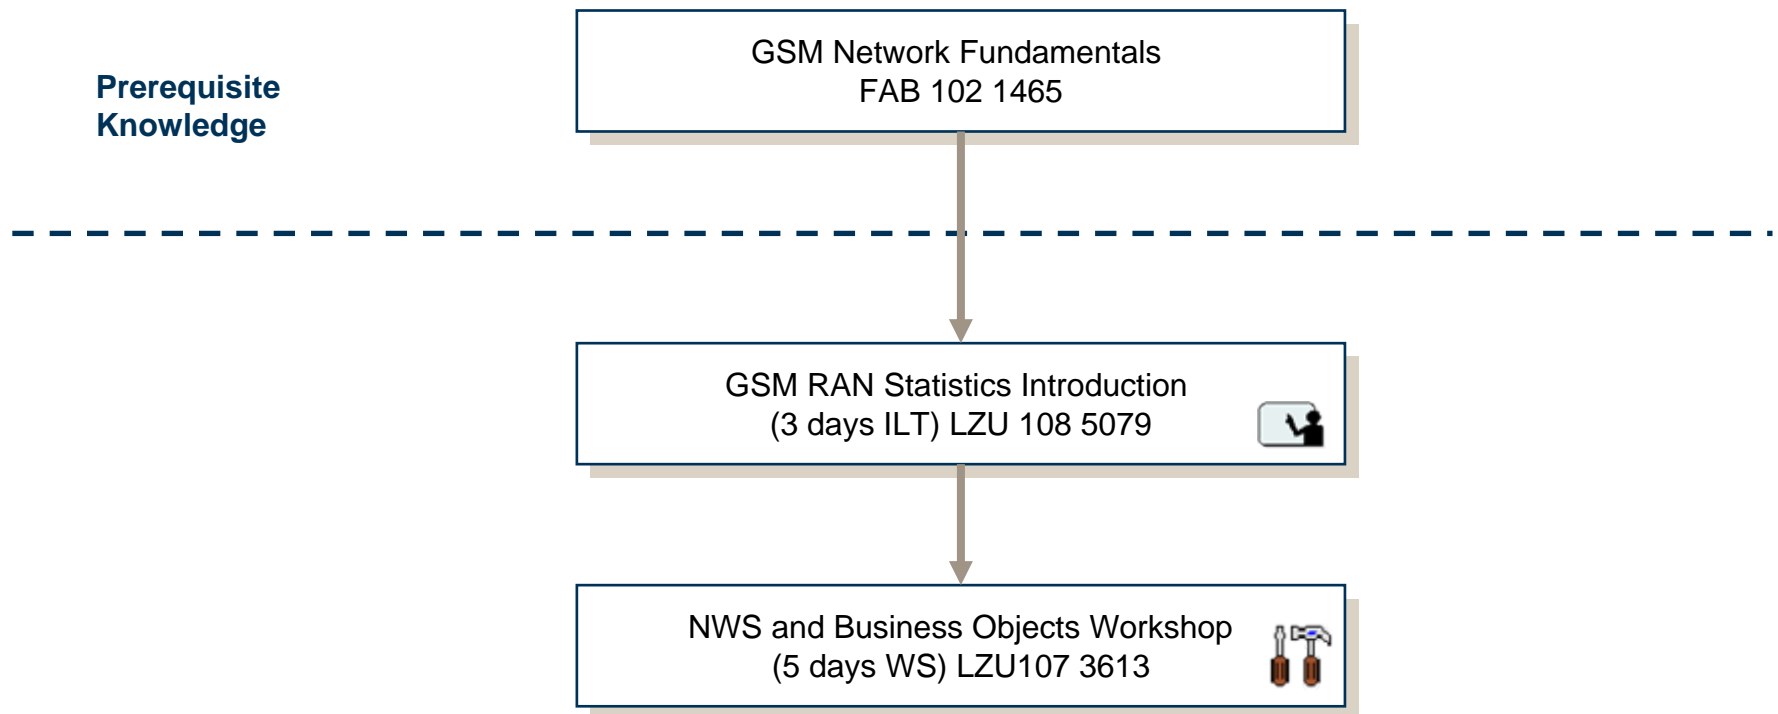 GSM Network Fundamentals
FAB 102 1465
Prerequisite
Knowledge
GSM RAN Statistics Introduction
(3 days ILT) LZU 108 5079
NWS and Business Objects Workshop
(5 days WS) LZU107 3613